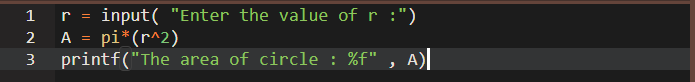 1 r = input( "Enter the value of r :")
2 A = pi*(r^2)
3 printf("The area of circle : %f" , A)